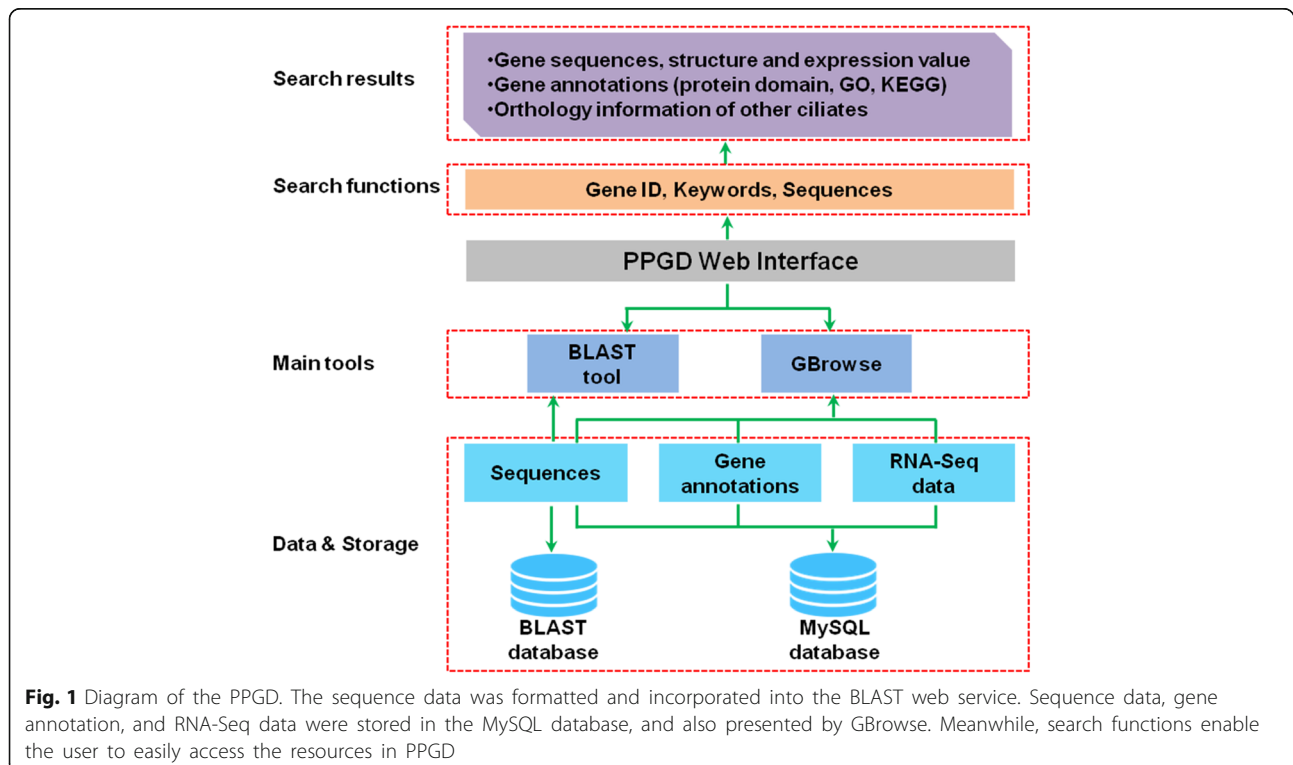 Search results
•Gene sequences, structure and expression value
•Gene annotations (protein domain, GO, KEGG)
•Orthology information of other ciliates
Search functions
Gene ID, Keywords, Sequences
PPGD Web Interface
Main tools
BLAST
tool
GBrowse
Data & Storage
Sequences
Gene
annotations
RNA-Seq
data
BLAST
database
MySQL
database
Fig. 1 Diagram of the PPGD. The sequence data was formatted and incorporated into the BLAST web service. Sequence data, gene
annotation, and RNA-Seq data were stored in the MySQL database, and also presented by GBrowse. Meanwhile, search functions enable
the user to easily access the resources in PPGD